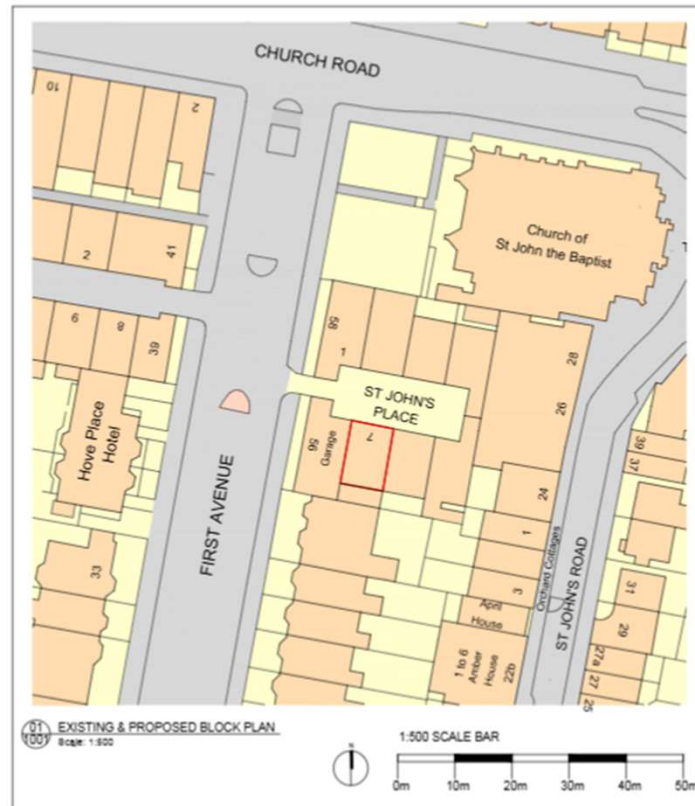 CHURCH ROAD
10
2
Church of
St John the Baptist
2
41
6
8
39
58
1
28
ST JOHN'S
PLACE
26
Hove Place
Hotel
56
Garage
7
39
37
24
FIRST AVENUE
33
1
Orchard Cottages
3
ST JOHN'S ROAD
April
House
31
29
1 to 6
Amber
House
22b
27a
27
25
01
1001
EXISTING & PROPOSED BLOCK PLAN
Scale: 1:500
N
1:500 SCALE BAR
0m 10m 20m 30m 40m 50m